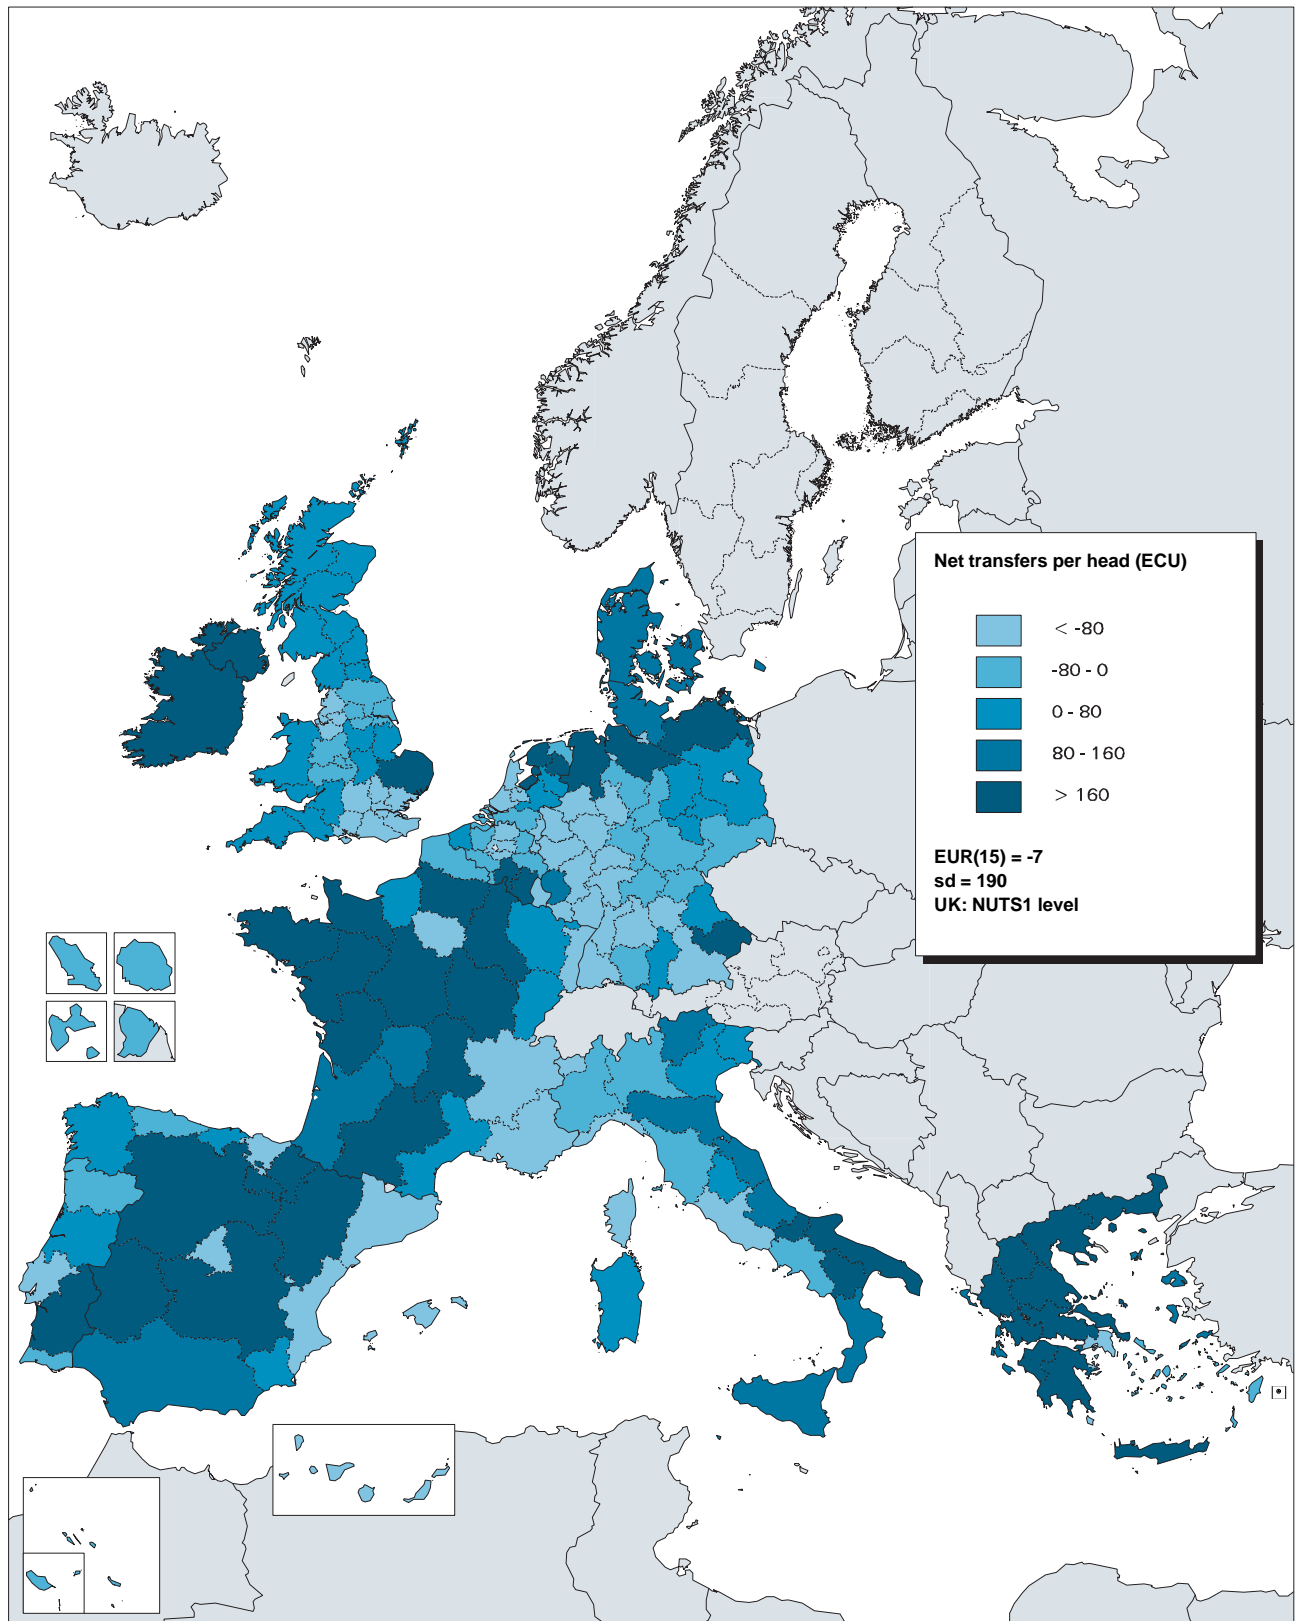 Net transfers per head (ECU)
< -80
-80 - 0
0 - 80
80 - 160
> 160
EUR(15) = -7
sd = 190
UK: NUTS1 level